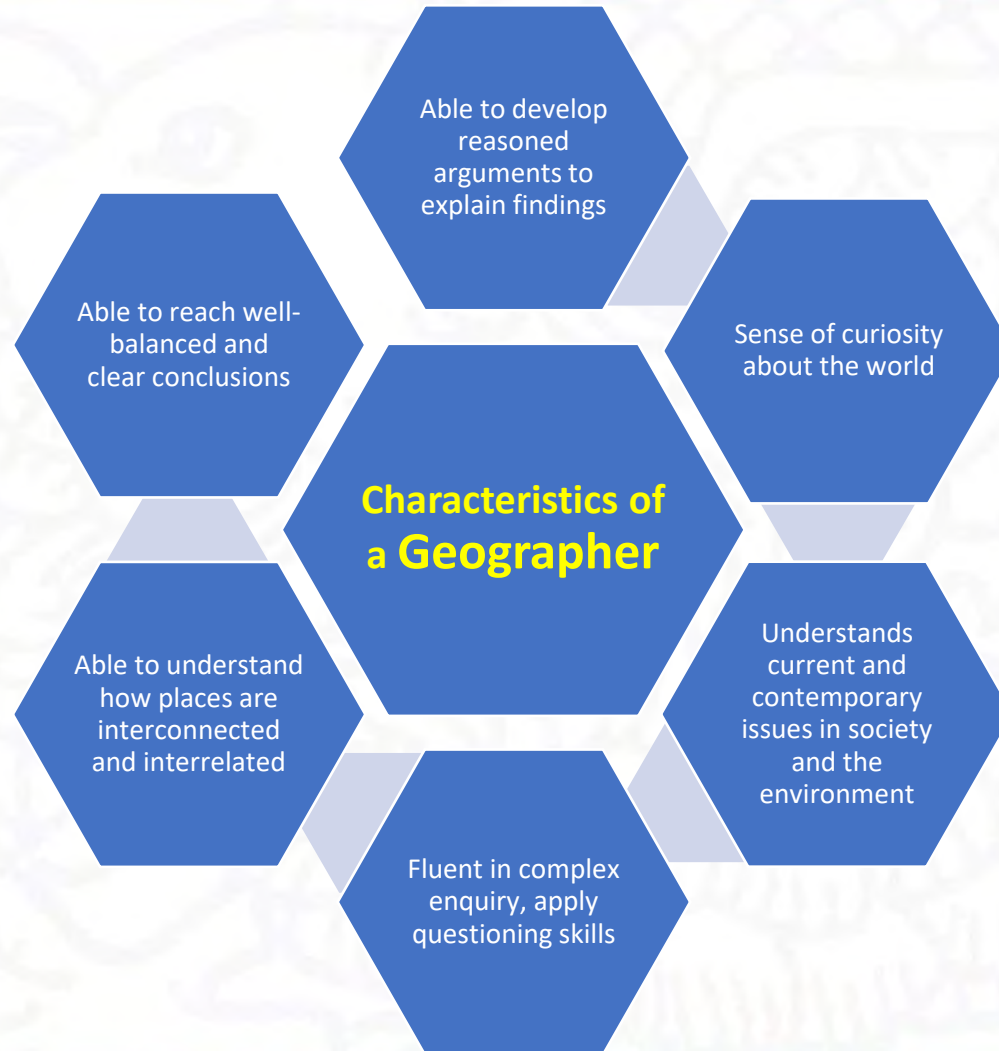 Able to develop
reasoned
arguments to
explain findings
Sense of curiosity
about the world
Understands
current and
contemporary
issues in society
and the
environment
Fluent in complex
enquiry, apply
questioning skills
Able to understand
how places are
interconnected
and interrelated
Able to reach well-
balanced and
clear conclusions
Characteristics of
a Geographer